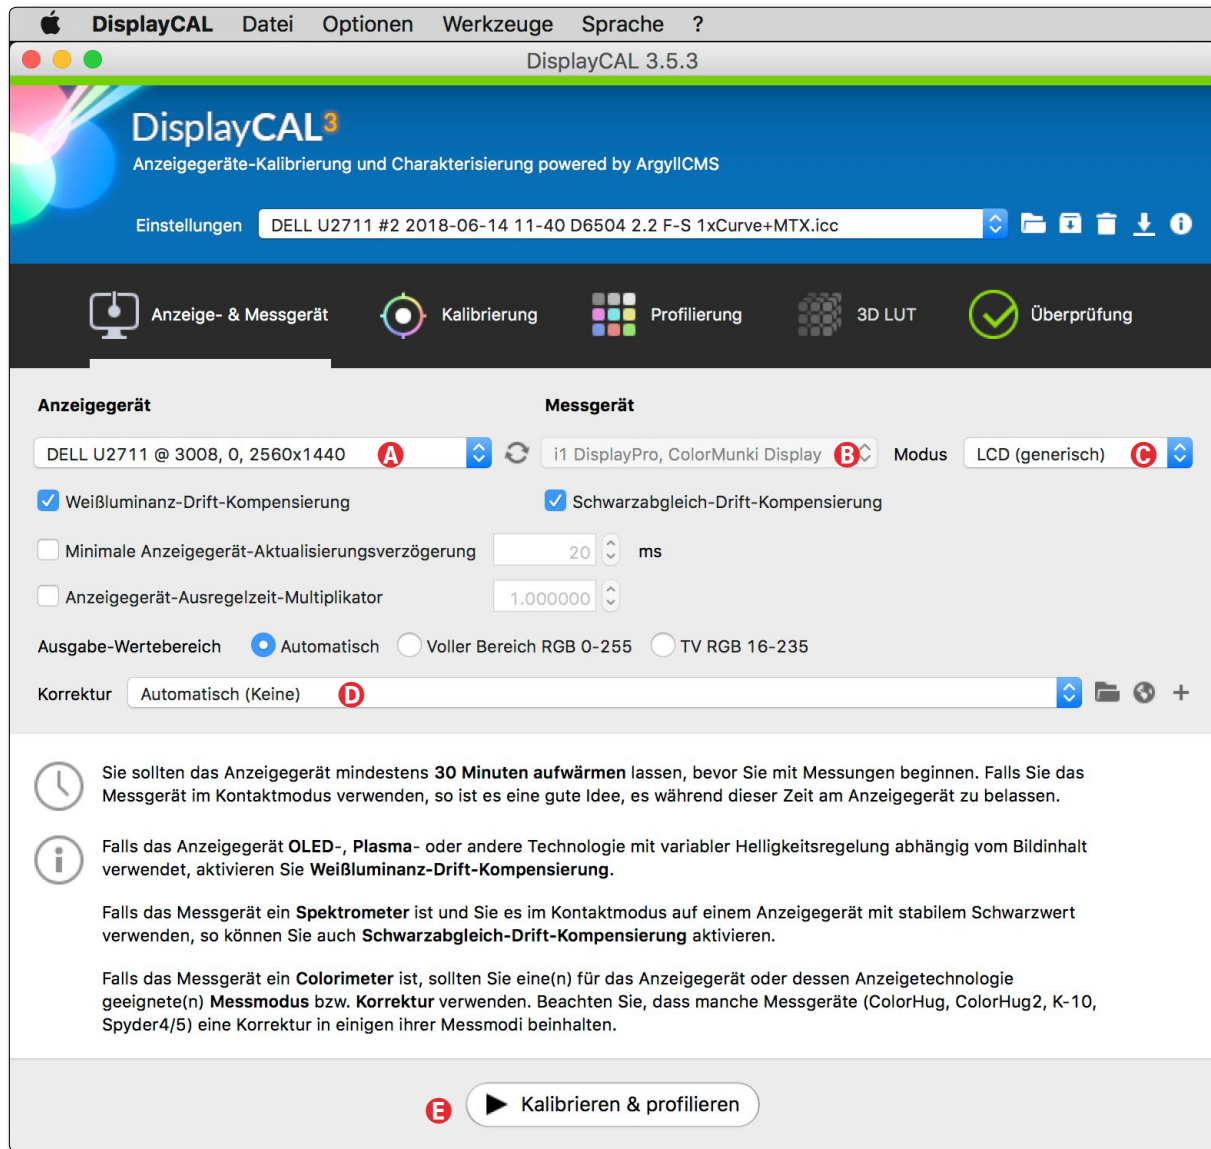 DisplayCAL Datei Optionen Werkzeuge Sprache ?
DisplayCAL 3.5.3
DisplayCAL3
Anzeigegeräte-Kalibrierung und Charakterisierung powered by ArgyllCMS
Einstellungen DELL U2711 #2 2018-06-14 11-40 D6504 2.2 F-S 1xCurve+MTX.icc
Anzeige- & Messgerät Kalibrierung Profilierung 3D LUT Überprüfung
Anzeigegerät Messgerät
DELL U2711 @ 3008, 0, 2560x1440 A i1 DisplayPro, ColorMunki Display B Modus LCD (generisch) C
Weißluminanz-Drift-Kompensierung Schwarzabgleich-Drift-Kompensierung
Minimale Anzeigegerät-Aktualisierungsverzögerung 20 ms
Anzeigegerät-Ausregelzeit-Multiplikator 1.000000
Ausgabe-Wertebereich Automatisch Voller Bereich RGB 0-255 TV RGB 16-235
Korrektur Automatisch (Keine) D
Sie sollten das Anzeigegerät mindestens 30 Minuten aufwärmen lassen, bevor Sie mit Messungen beginnen. Falls Sie das
Messgerät im Kontaktmodus verwenden, so ist es eine gute Idee, es während dieser Zeit am Anzeigegerät zu belassen.
Falls das Anzeigegerät OLED-, Plasma- oder andere Technologie mit variabler Helligkeitsregelung abhängig vom Bildinhalt
verwendet, aktivieren Sie Weißluminanz-Drift-Kompensierung.
Falls das Messgerät ein Spektrometer ist und Sie es im Kontaktmodus auf einem Anzeigegerät mit stabilem Schwarzwert
verwenden, so können Sie auch Schwarzabgleich-Drift-Kompensierung aktivieren.
Falls das Messgerät ein Colorimeter ist, sollten Sie eine(n) für das Anzeigegerät oder dessen Anzeigetechnologie
geeignete(n) Messmodus bzw. Korrektur verwenden. Beachten Sie, dass manche Messgeräte (ColorHug, ColorHug2, K-10,
Spyder4/5) eine Korrektur in einigen ihrer Messmodi beinhalten.
E Kalibrieren & profilieren